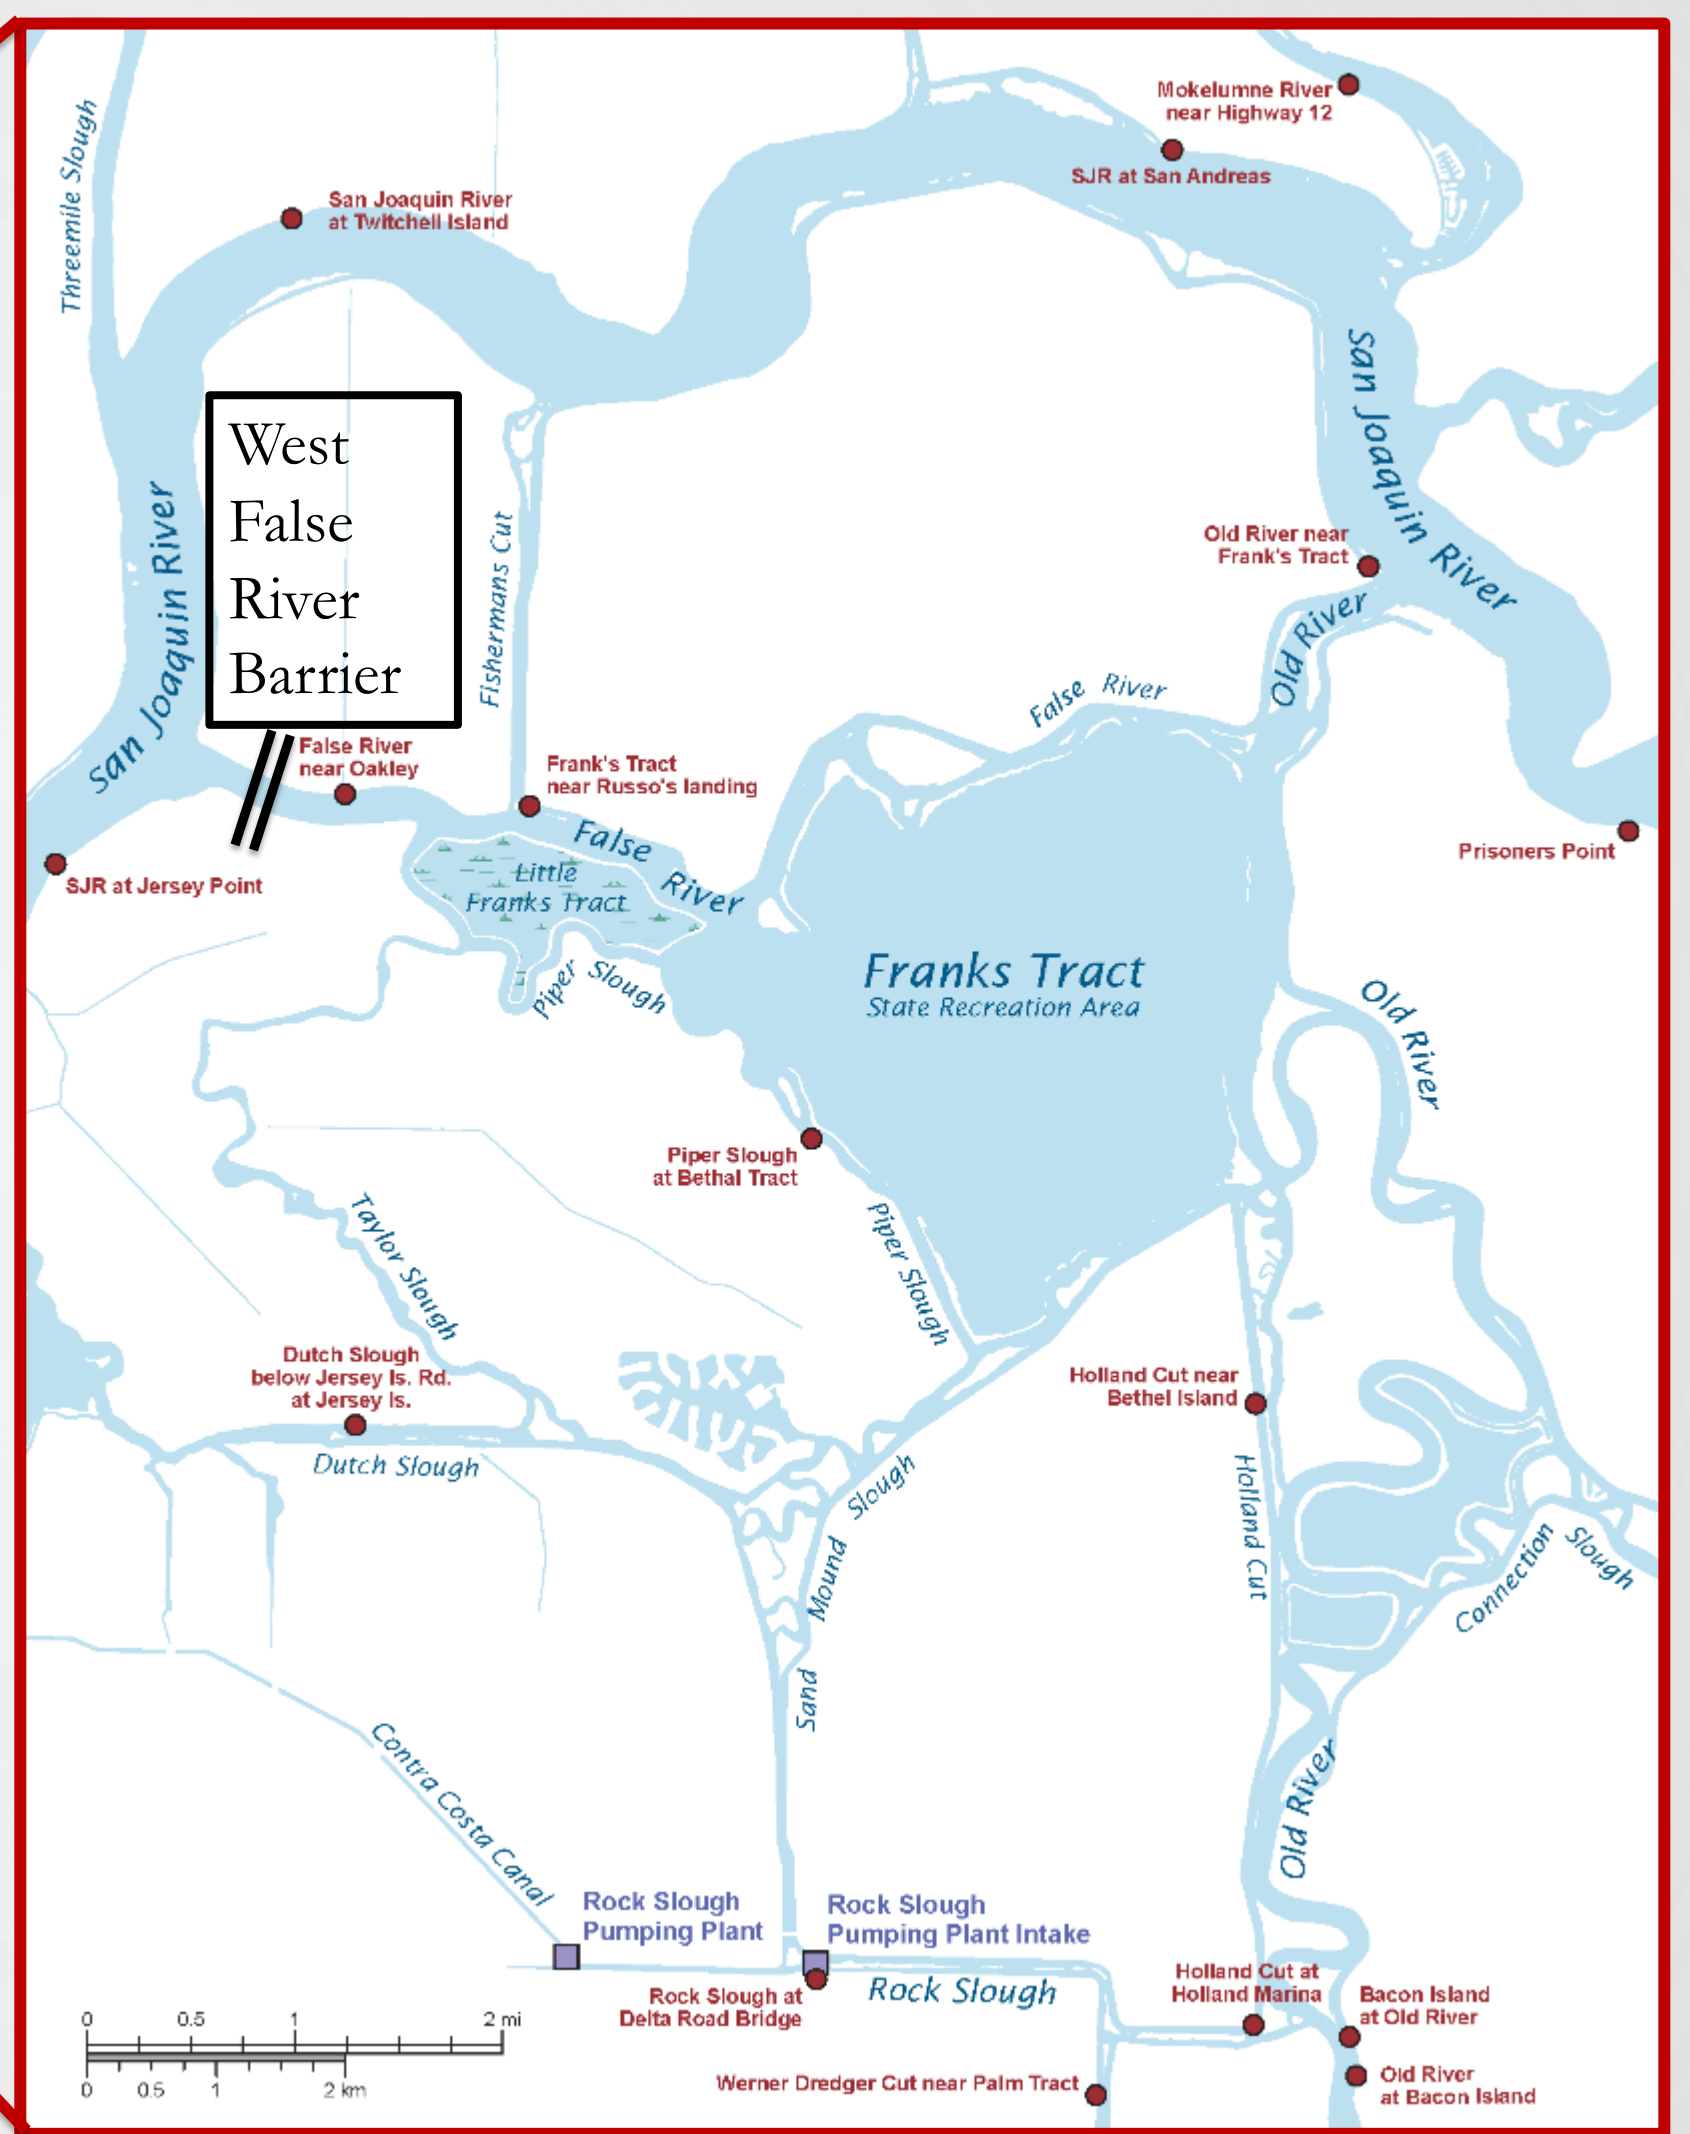 Mokelumne River
near Highway 12
SJR at San Andreas
Threemile Slough
San Joaquin River
at Twitchell Island
San Joaquin River
West
False
River
Barrier
San Joaquin River
Fishermans Cut
Old River near
Frank's Tract
Old River
False River
False River
near Oakley
Frank's Tract
near Russo's landing
False River
Prisoners Point
SJR at Jersey Point
Little
Franks Tract
Piper Slough
Franks Tract
State Recreation Area
Old River
Piper Slough
at Bethal Tract
Piper Slough
Taylor Slough
Dutch Slough
below Jersey Is. Rd.
at Jersey Is.
Dutch Slough
Holland Cut near
Bethel Island
Holland Cut
Sand Mound Slough
Connection Slough
Contra Costa Canal
Old River
Rock Slough
Pumping Plant
Rock Slough
Pumping Plant Intake
Rock Slough at
Delta Road Bridge
Rock Slough
Holland Cut at
Holland Marina
Bacon Island
at Old River
Old River
at Bacon Island
Werner Dredger Cut near Palm Tract
0 0.5 1 2 mi
0 0.5 1 2 km